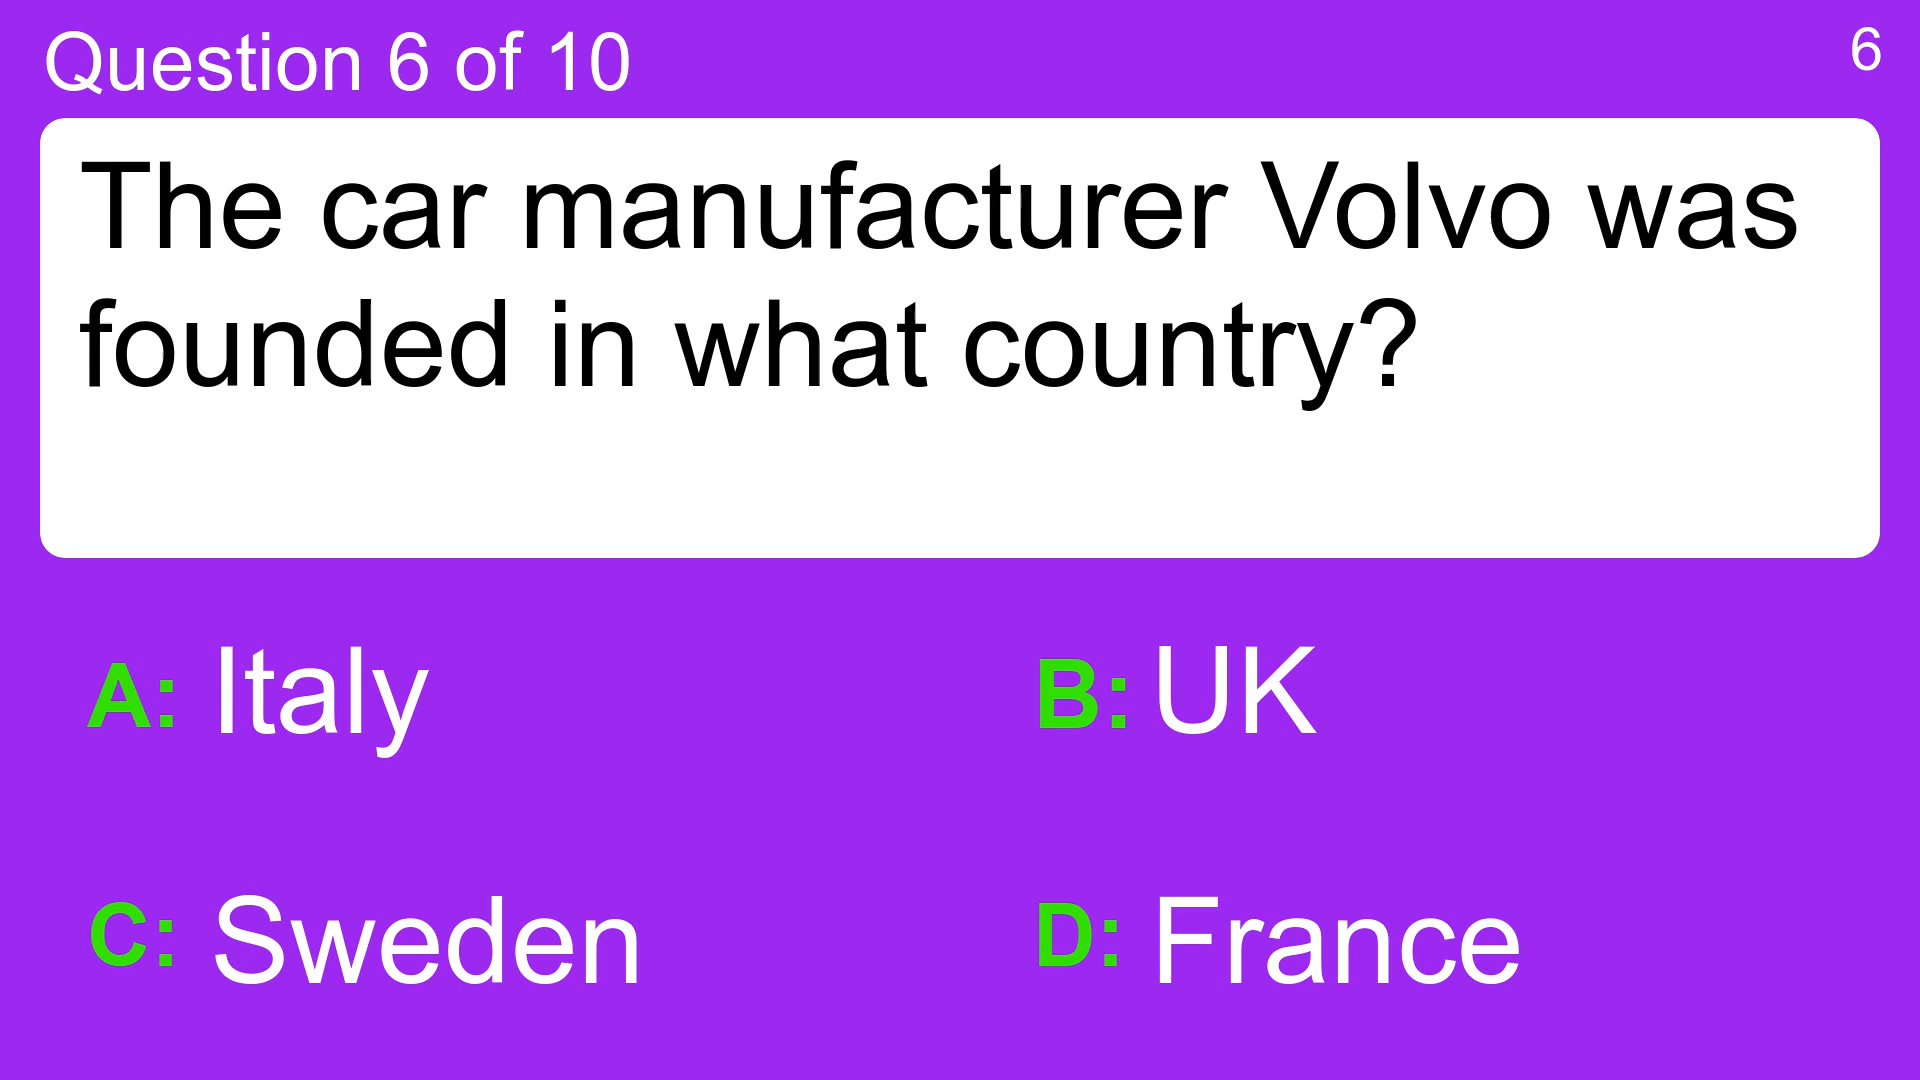 Question 6 of 10
6
The car manufacturer Volvo was
founded in what country?
A: Italy
B: UK
C: Sweden
D: France